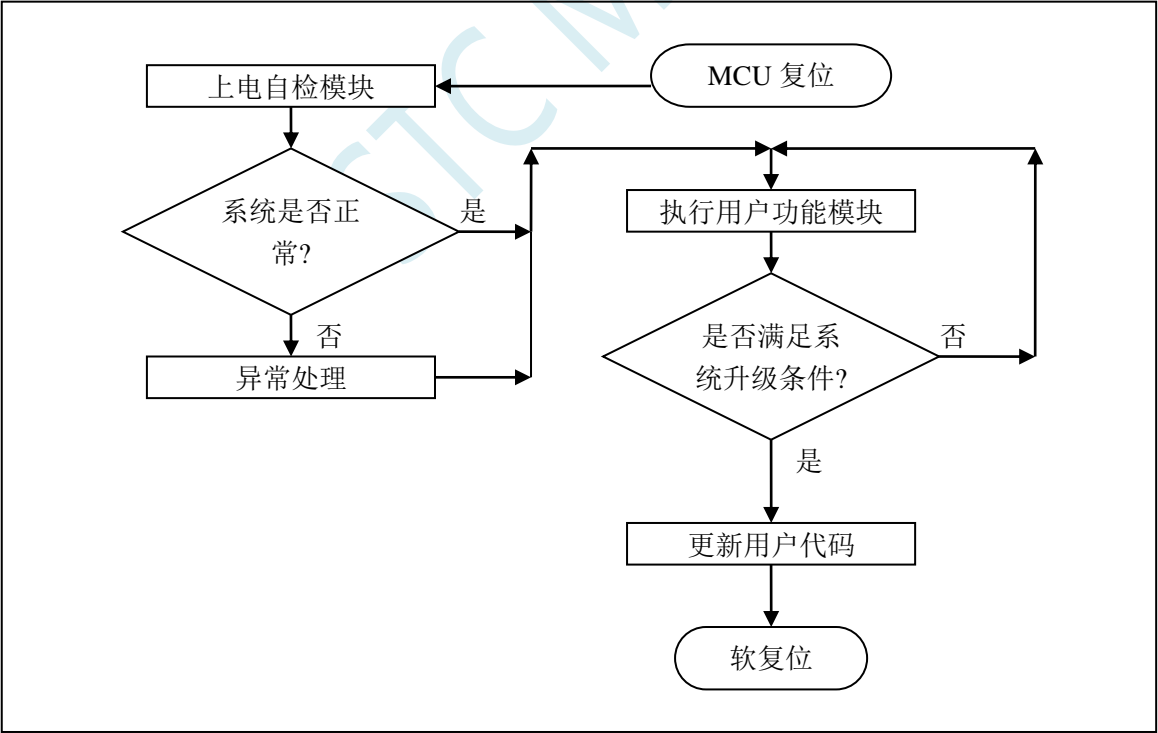 STC M
MCU 复位
上电自检模块
系统是否正
常?
是
否
异常处理
执行用户功能模块
是否满足系
统升级条件?
否
是
更新用户代码
软复位